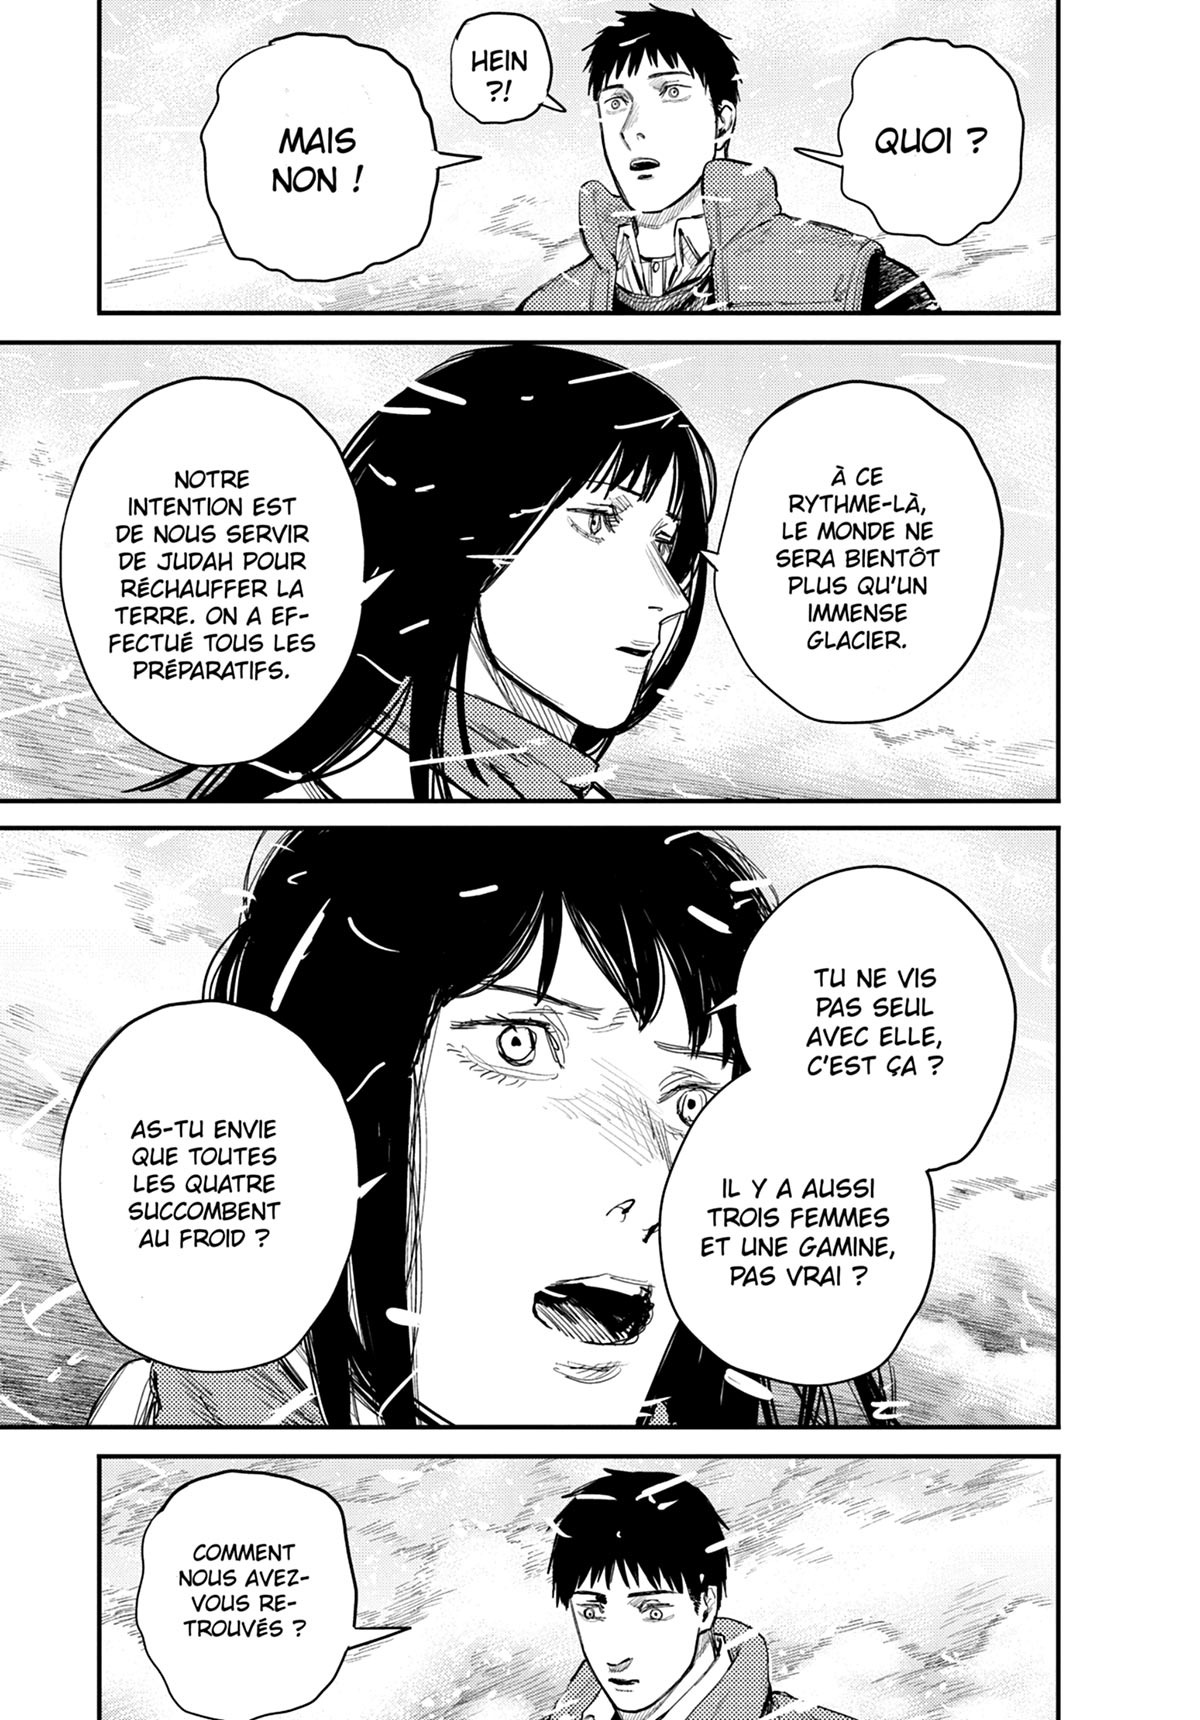 QUOI ?
HEIN
?!
MAIS
NON !
À CE
RYTHME-LÀ,
LE MONDE NE
SERA BIENTÔT
PLUS QU'UN
IMMENSE
GLACIER.
NOTRE
INTENTION EST
DE NOUS SERVIR
DE JUDAH POUR
RÉCHAUFFER LA
TERRE. ON A EF-
FECTUÉ TOUS LES
PRÉPARATIFS.
TU NE VIS
PAS SEUL
AVEC ELLE,
C'EST ÇA ?
IL Y A AUSSI
TROIS FEMMES
ET UNE GAMINE,
PAS VRAI ?
AS-TU ENVIE
QUE TOUTES
LES QUATRE
SUCCOMBENT
AU FROID ?
COMMENT
NOUS AVEZ-
VOUS RE-
TROUVÉS ?